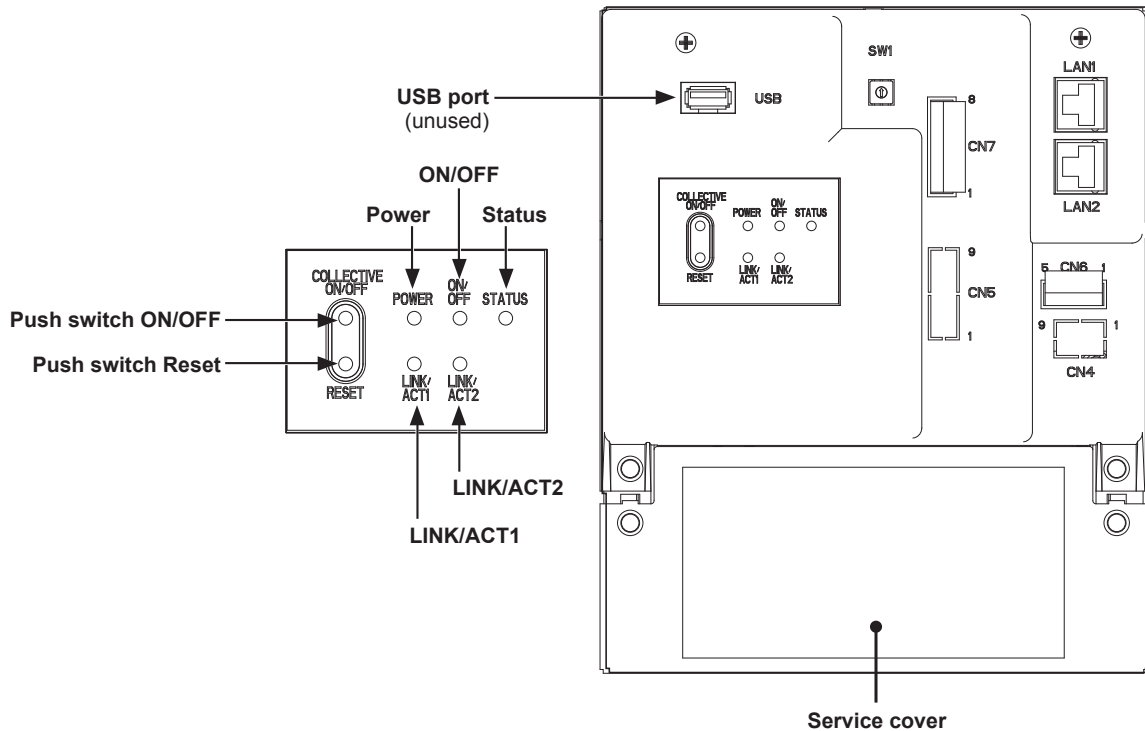 USB port
(unused)
ON/OFF
Power
Status
COLLECTIVE
ON/OFF
POWER
ON/
OFF
STATUS
Push switch ON/OFF
Push switch Reset
RESET
LINK/
ACT1
LINK/
ACT2
LINK/ACT2
LINK/ACT1
USB
SW1
LAN1
LAN2
8
CN7
1
COLLECTIVE
ON/OFF
POWER
ON/
OFF
STATUS
RESET
LINK/
ACT1
LINK/
ACT2
9
CN5
1
5 CN6 1
9 1
CN4
Service cover